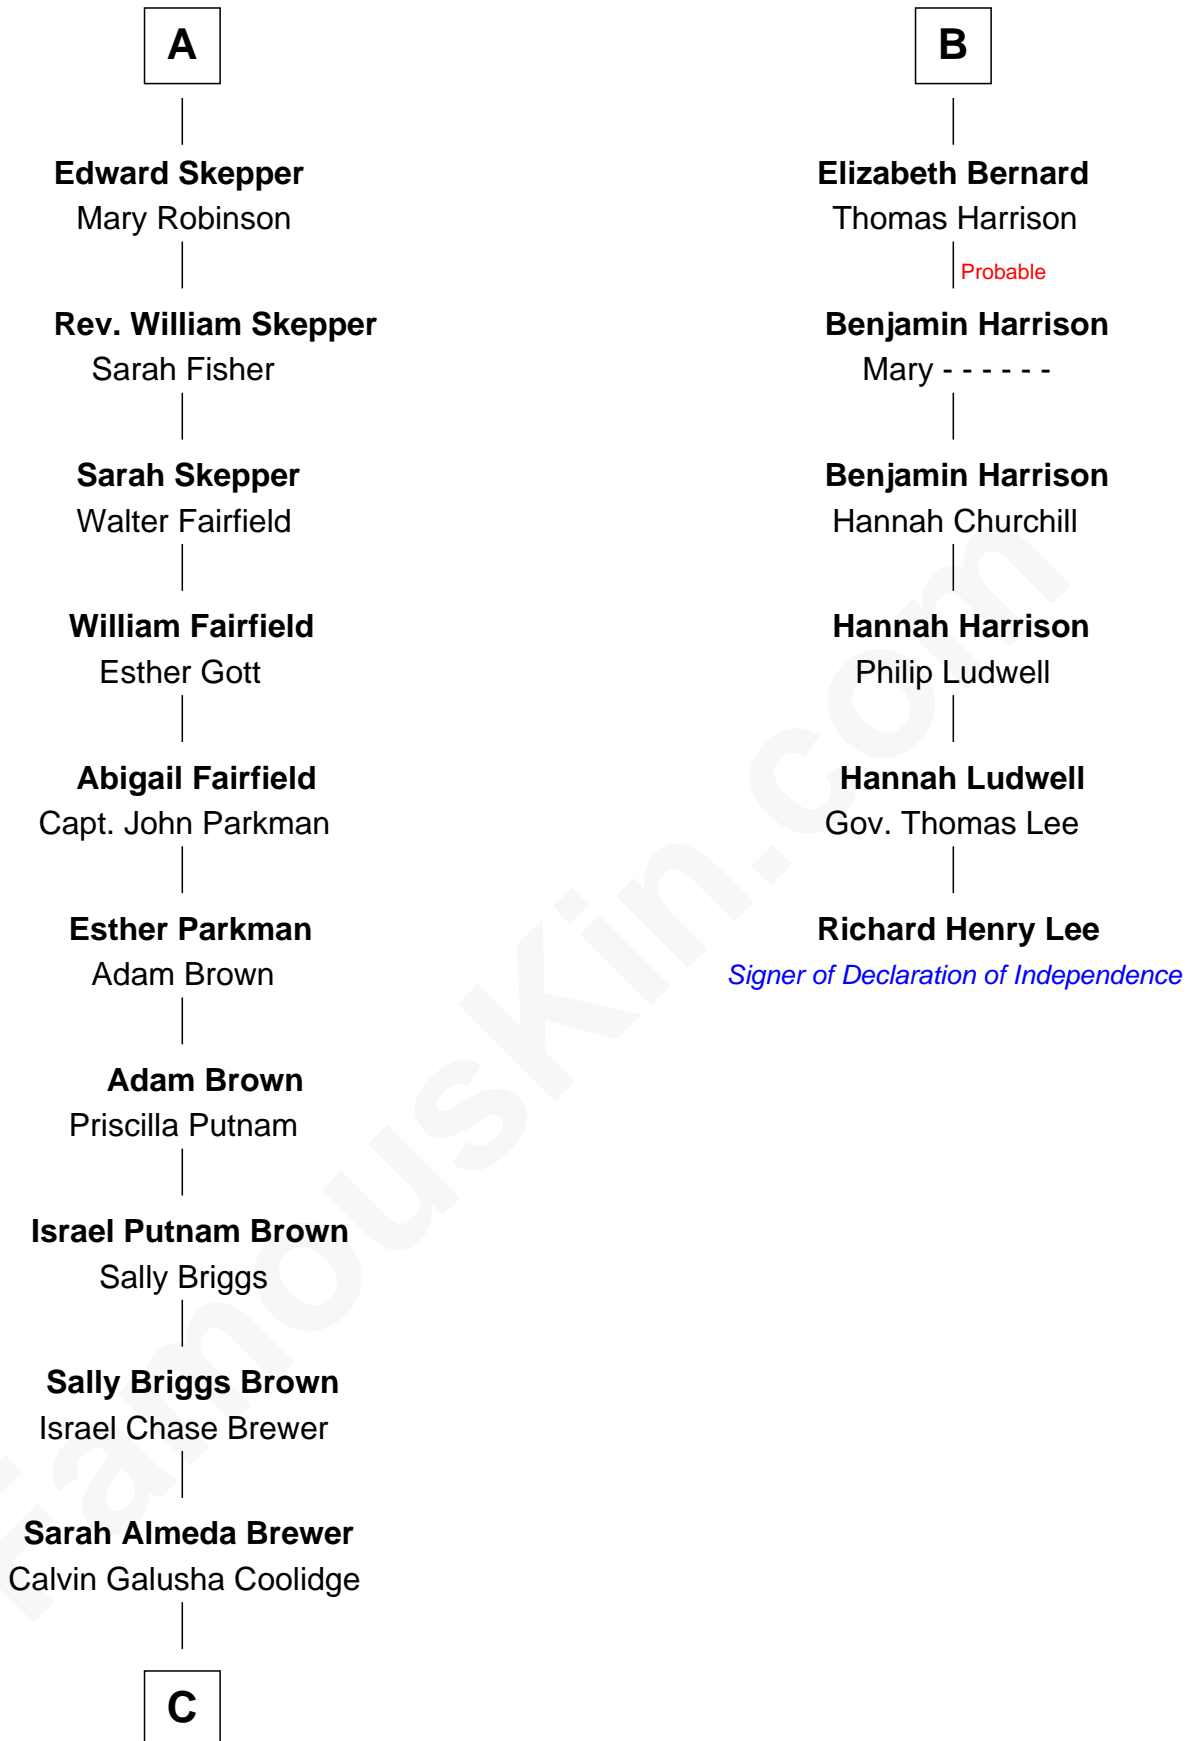 A
Edward Skepper
Mary Robinson
Rev. William Skepper
Sarah Fisher
Sarah Skepper
Walter Fairfield
William Fairfield
Esther Gott
Abigail Fairfield
Capt. John Parkman
Esther Parkman
Adam Brown
Adam Brown
Priscilla Putnam
Israel Putnam Brown
Sally Briggs
Sally Briggs Brown
Israel Chase Brewer
Sarah Almeda Brewer
Calvin Galusha Coolidge
C
B
Elizabeth Bernard
Thomas Harrison
Probable
Benjamin Harrison
Mary - - - - - -
Benjamin Harrison
Hannah Churchill
Hannah Harrison
Philip Ludwell
Hannah Ludwell
Gov. Thomas Lee
Richard Henry Lee
Signer of Declaration of Independence
FamousKin.com